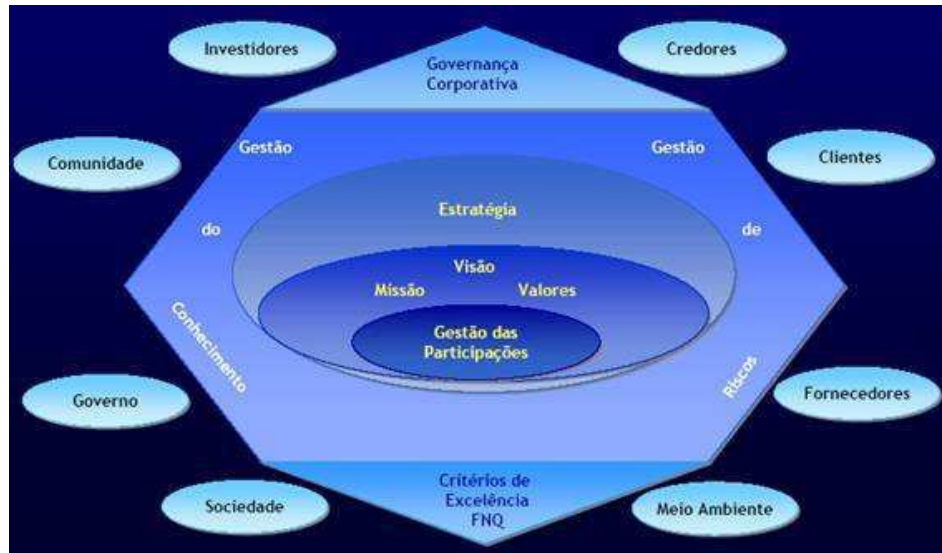 Investidores
Credores
Governança
Corporativa
Comunidade
Gestão
Gestão
Clientes
Estratégia
do
de
Visão
Missão
Valores
Gestão das
Participações
Conhecimento
Riscos
Governo
Fornecedores
Critérios de
Excelência
FNQ
Sociedade
Meio Ambiente